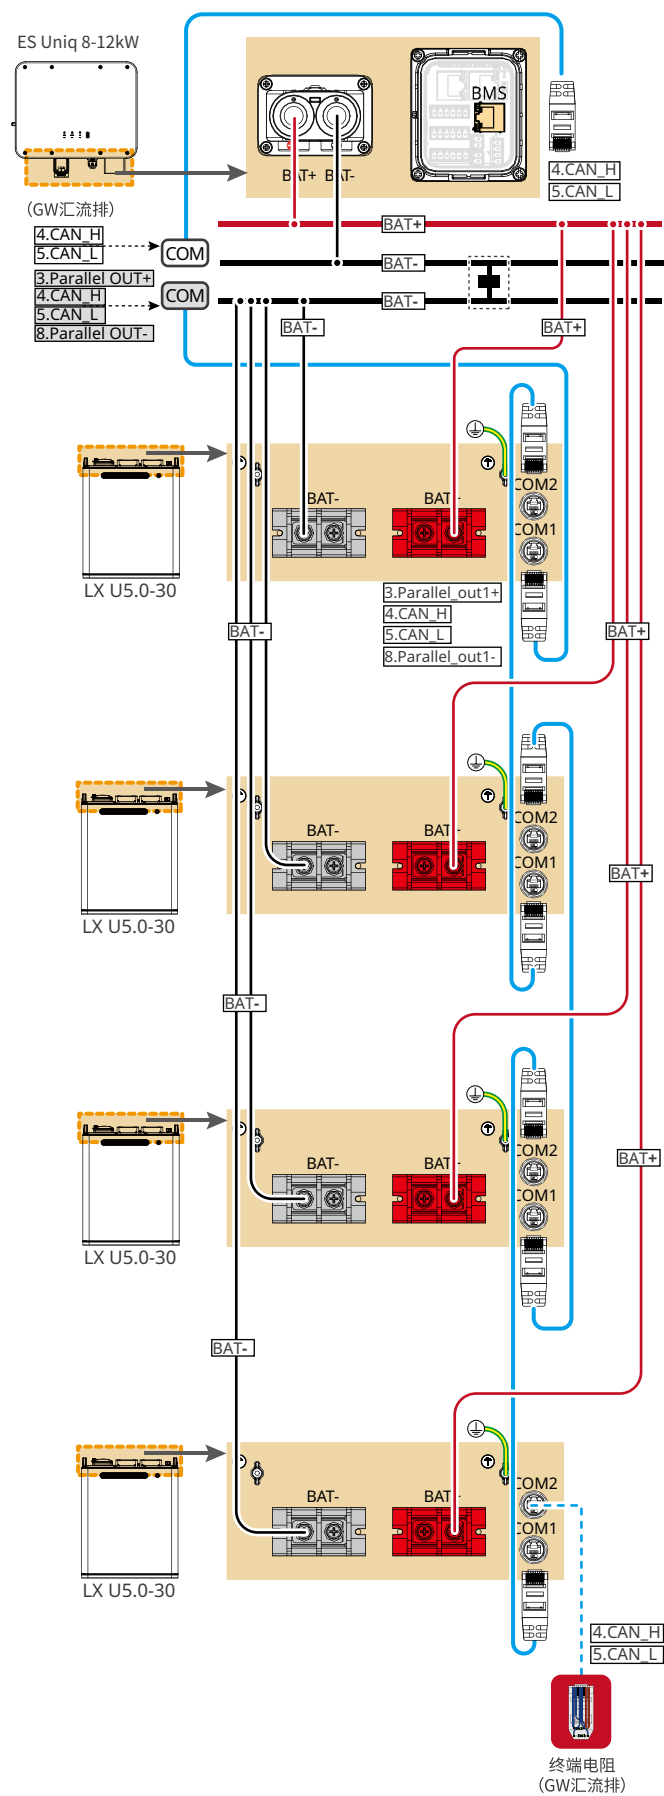 ES Uniq 8-12kW
BMS
BAT+ BAT-
4.CAN_H
5.CAN_L
(GW汇流排)
4.CAN_H
5.CAN_L
COM
BAT+
BAT-
3.Parallel OUT+
4.CAN_H
5.CAN_L
8.Parallel OUT-
COM
BAT-
BAT-
BAT+
BAT-
BAT-
COM2
COM1
LX U5.0-30
3.Parallel_out1+
4.CAN_H
5.CAN_L
8.Parallel_out1-
BAT-
BAT+
BAT-
BAT-
COM2
COM1
BAT+
LX U5.0-30
BAT-
BAT-
BAT-
COM2
BAT+
COM1
LX U5.0-30
BAT-
BAT-
BAT-
COM2
COM1
LX U5.0-30
4.CAN_H
5.CAN_L
终端电阻
(GW汇流排)